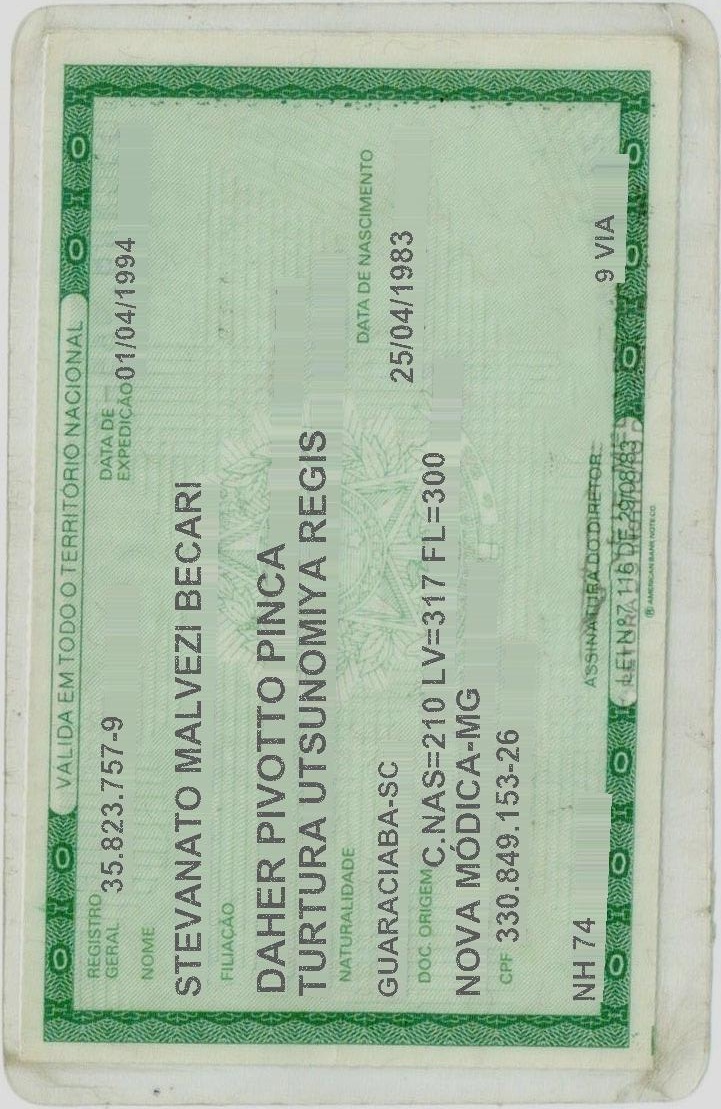 VALIDA EM TODO O TERRITÓRIO NACIONAL
REGISTRO GERAL 35.823.757-9 DATA DE EXPEDIÇÃO 01/04/1994
NOME
STEVANATO MALVEZI BECARI
FILIAÇÃO
DAHER PIVOTTO PINCA
TURTURA UTSUNOMIYA REGIS
NATURALIDADE DATA DE NASCIMENTO
GUARACIABA-SC 25/04/1983
DOC. ORIGEM C.NAS=210 LV=317 FL=300
NOVA MÓDICA-MG
CPF 330.849.153-26
NH 74 ASSINATURA DO DIRETOR 9 VIA
LEI Nº 7.116 DE 29/08/83
AMERICAN BANK NOTE CO